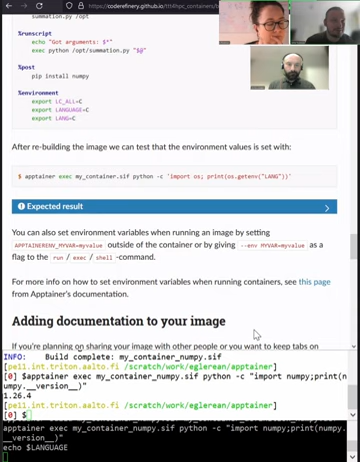 coderefinery.github.io/ttt4hpc_containers/b
summation.py /opt
%runscript
echo "Got arguments: $*"
exec python /opt/summation.py "$@"
%post
pip install numpy
%environment
export LC_ALL=C
export LANGUAGE=C
export LANG=C
After re-building the image we can test that the environment values is set with:
$ apptainer exec my_container.sif python -c 'import os; print(os.getenv("LANG"))'
Expected result
You can also set environment variables when running an image by setting
APPTAINERENV_MYVAR=myvalue outside of the container or by giving --env MYVAR=myvalue as a
flag to the run / exec / shell -command.
For more info on how to set environment variables when running containers, see this page
from Apptainer's documentation.
Adding documentation to your image
If you're planning on sharing your image with other people or you want to keep tabs on
INFO: Build complete: my_container_numpy.sif
[pe11.int.triton.aalto.fi /scratch/work/eglerean/apptainer]
[0] $apptainer exec my_container_numpy.sif python -c "import numpy;print(n
umpy.__version__)"
1.26.4
[pe11.int.triton.aalto.fi /scratch/work/eglerean/apptainer]
[0] $
apptainer exec my_container_numpy.sif python -c "import numpy;print(numpy.
__version__)"
echo $LANGUAGE